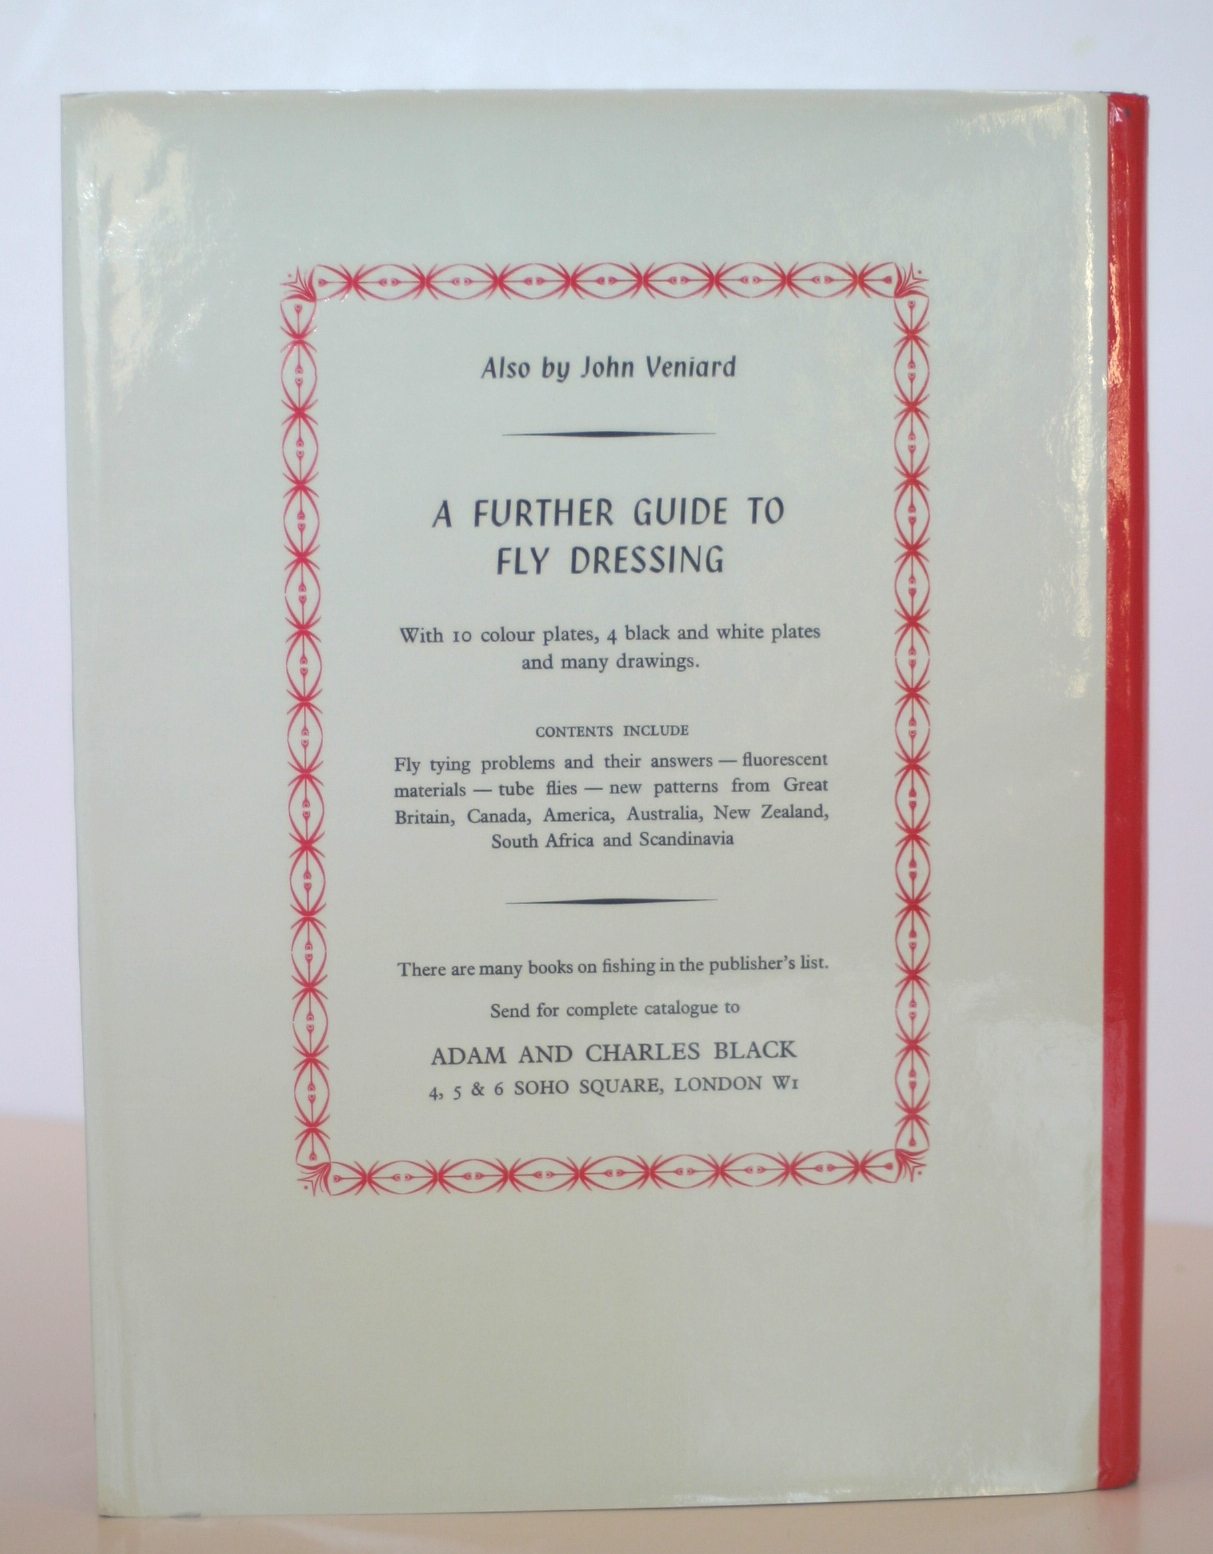 Also by John Veniard
A FURTHER GUIDE TO
FLY DRESSING
With 10 colour plates, 4 black and white plates
and many drawings.
CONTENTS INCLUDE
Fly tying problems and their answers — fluorescent
materials — tube flies — new patterns from Great
Britain, Canada, America, Australia, New Zealand,
South Africa and Scandinavia
There are many books on fishing in the publisher's list.
Send for complete catalogue to
ADAM AND CHARLES BLACK
4, 5 & 6 SOHO SQUARE, LONDON W1